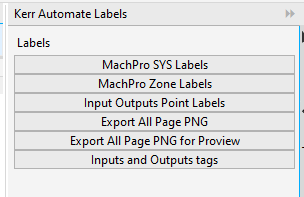 Kerr Automate Labels
Labels
MachPro SYS Labels
MachPro Zone Labels
Input Outputs Point Labels
Export All Page PNG
Export All Page PNG for Preview
Inputs and Outputs tags